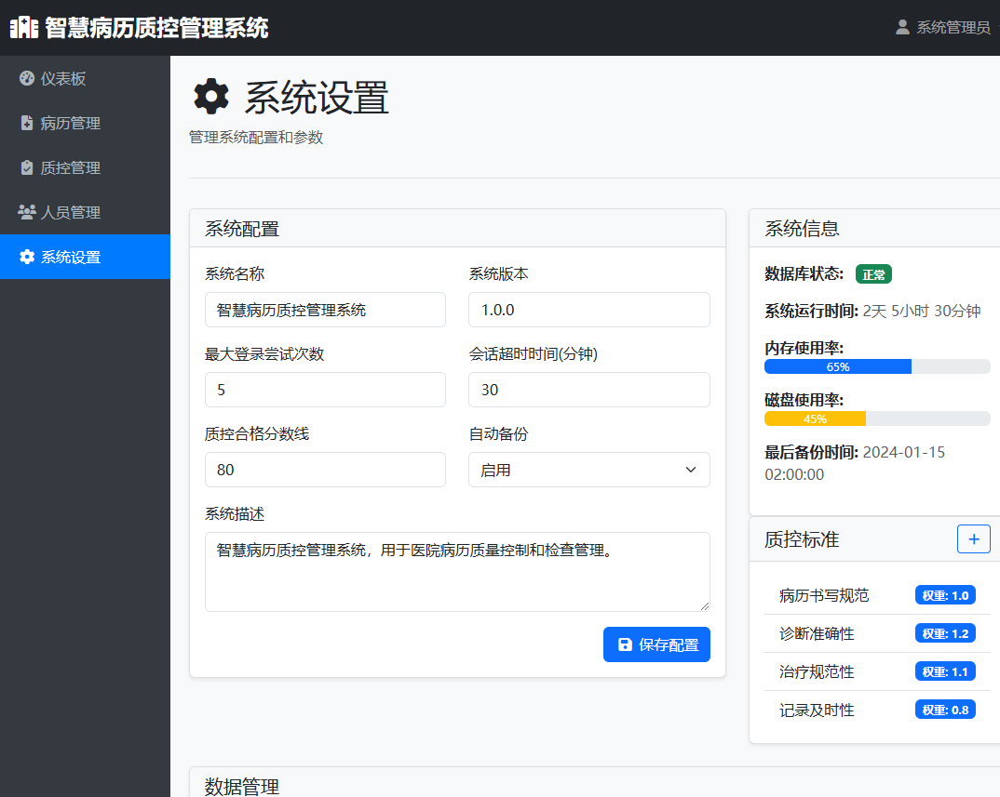 智慧病历质控管理系统
系统管理员
仪表板
病历管理
质控管理
人员管理
系统设置
系统设置
管理系统配置和参数
系统配置
系统名称
系统版本
智慧病历质控管理系统
1.0.0
最大登录尝试次数
会话超时时间(分钟)
5
30
质控合格分数线
自动备份
80
启用
系统描述
智慧病历质控管理系统，用于医院病历质量控制和检查管理。
保存配置
系统信息
数据库状态: 正常
系统运行时间: 2天 5小时 30分钟
内存使用率:
65%
磁盘使用率:
45%
最后备份时间: 2024-01-15
02:00:00
质控标准
+
病历书写规范 权重: 1.0
诊断准确性 权重: 1.2
治疗规范性 权重: 1.1
记录及时性 权重: 0.8
数据管理